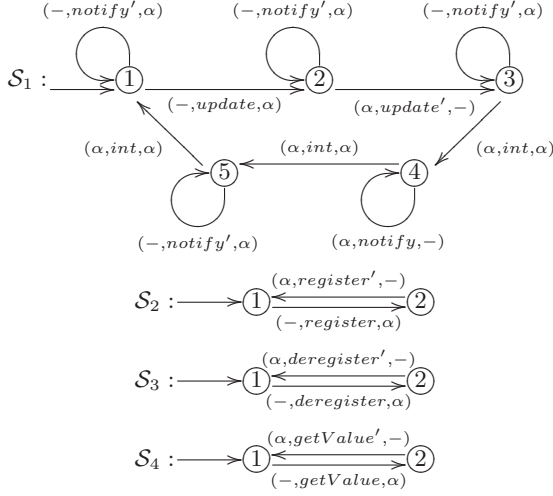 (−,notify′,α) (−,notify′,α) (−,notify′,α)
𝒮₁ : 1 2 3
(−,update,α) (α,update′,−)
(α,int,α) (α,int,α) (α,int,α)
5 4
(−,notify′,α) (α,notify,−)
(α,register′,−)
𝒮₂ : 1 2
(−,register,α)
(α,deregister′,−)
𝒮₃ : 1 2
(−,deregister,α)
(α,getValue′,−)
𝒮₄ : 1 2
(−,getValue,α)